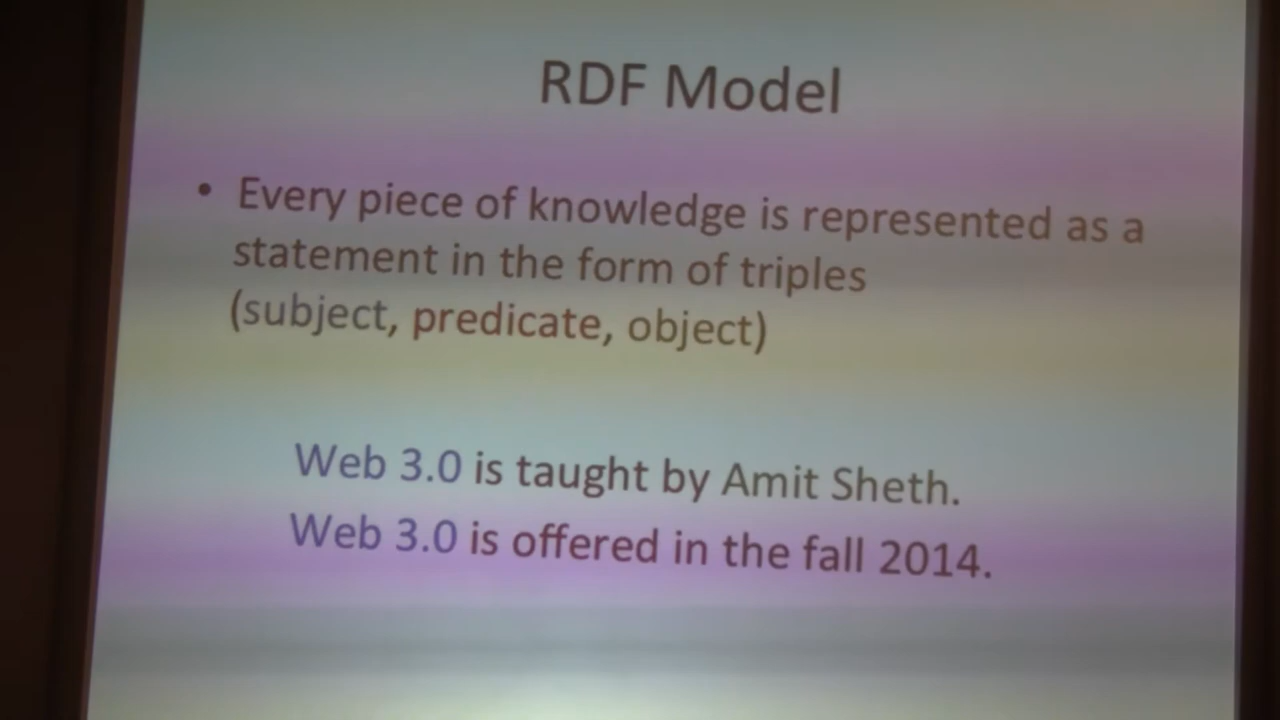 RDF Model
• Every piece of knowledge is represented as a
statement in the form of triples
(subject, predicate, object)
Web 3.0 is taught by Amit Sheth.
Web 3.0 is offered in the fall 2014.